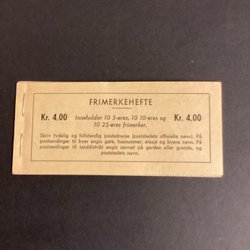 FRIMERKEHEFTE
Kr. 4,00 Inneholder 10 5-øres, 10 10-øres og Kr. 4,00
10 25-øres frimerker.
Skriv tydelig og fullstendig postadresse (poststedets offisielle navn). På
postsendinger til byer angis gate, husnummer, etasje og byens navn. På
postsendinger til landdistrikt angis navnet på garden eller grenda, og
poststedets navn.